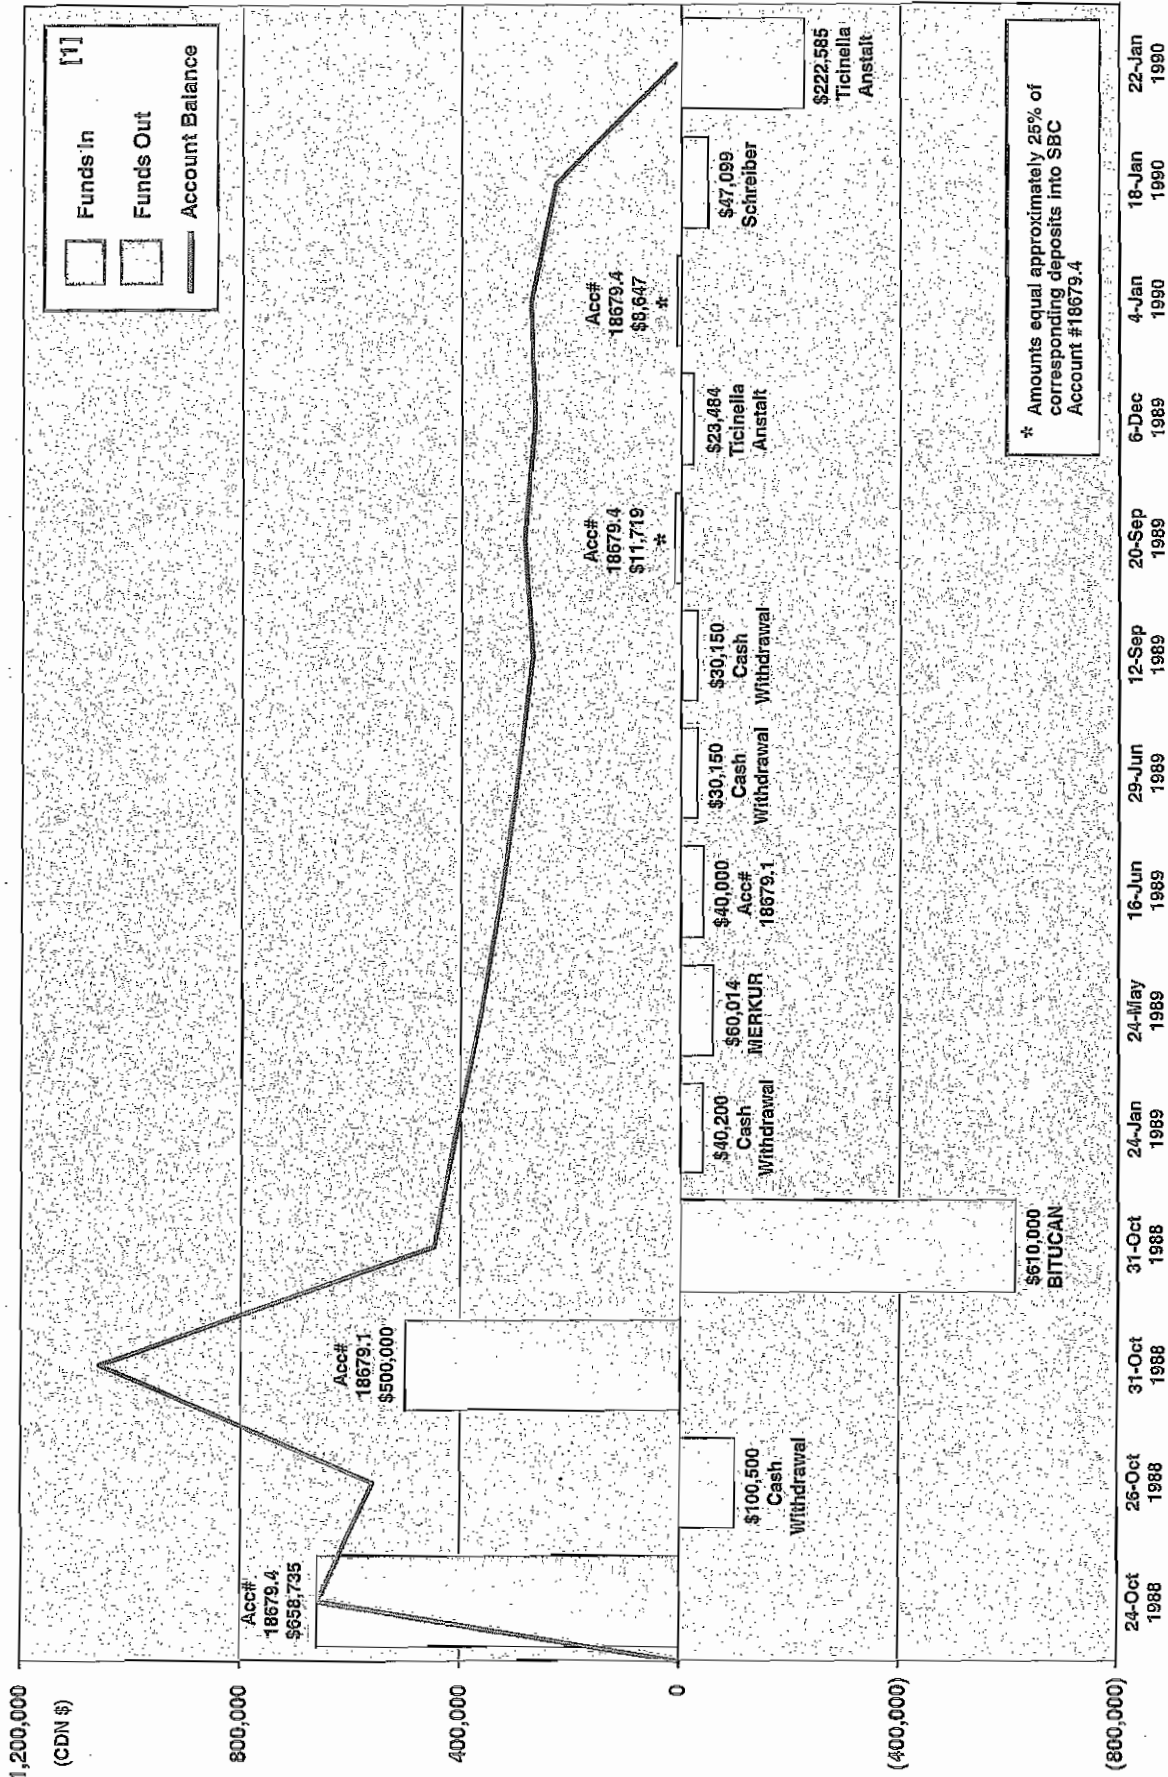 1,200,000
(CDN $)
800,000
400,000
0
(400,000)
(800,000)
[1]
Funds In
Funds Out
Account Balance
Acc#
18679.4
$658,735
$100,500
Cash
Withdrawal
Acc#
18679.1
$500,000
$610,000
BITUCAN
$40,200
Cash
Withdrawal
$60,014
MERKUR
$40,000
Acc#
18679.1
$30,150
Cash
Withdrawal
$30,150
Cash
Withdrawal
Acc#
18679.4
$11,719
*
$23,484
Ticinella
Anstalt
Acc#
18679.4
$8,647
*
$47,099
Schreiber
$222,585
Ticinella
Anstalt
* Amounts equal approximately 25% of
corresponding deposits into SBC
Account #18679.4
24-Oct
1988
26-Oct
1988
31-Oct
1988
31-Oct
1988
24-Jan
1989
24-May
1989
16-Jun
1989
29-Jun
1989
12-Sep
1989
20-Sep
1989
6-Dec
1989
4-Jan
1990
18-Jan
1990
22-Jan
1990